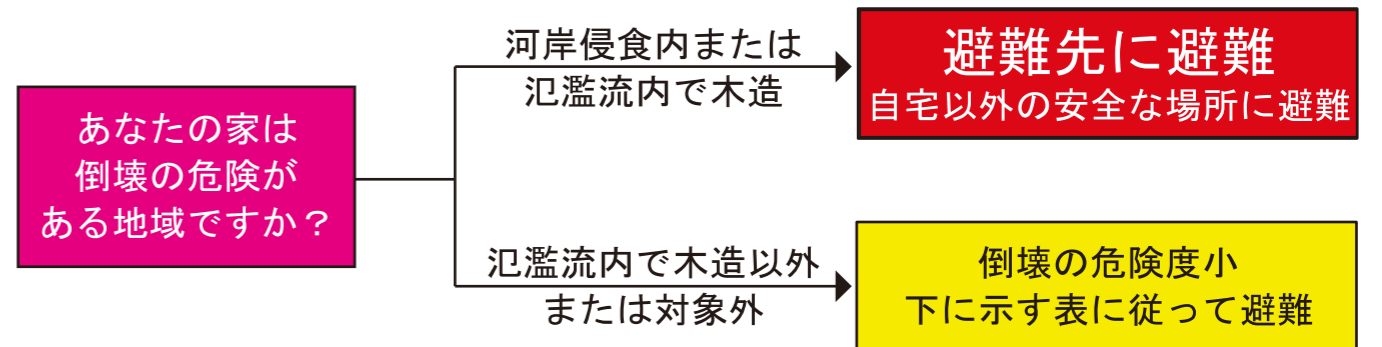 あなたの家は
倒壊の危険が
ある地域ですか？
河岸侵食内または
氾濫流内で木造
避難先に避難
自宅以外の安全な場所に避難
氾濫流内で木造以外
または対象外
倒壊の危険度小
下に示す表に従って避難